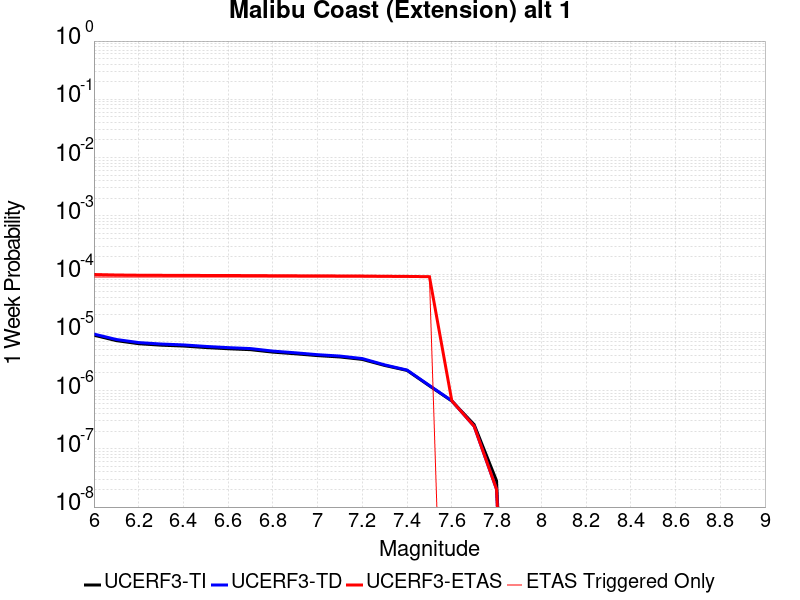 Malibu Coast (Extension) alt 1
10^0
10^-1
10^-2
10^-3
10^-4
10^-5
10^-6
10^-7
10^-8
1 Week Probability
6 6.2 6.4 6.6 6.8 7 7.2 7.4 7.6 7.8 8 8.2 8.4 8.6 8.8 9
Magnitude
UCERF3-TI UCERF3-TD UCERF3-ETAS ETAS Triggered Only